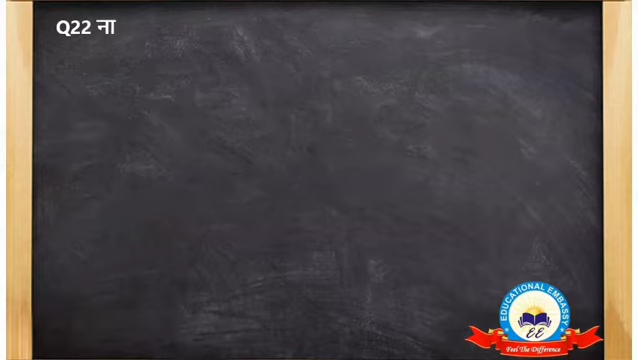 Q22 ना
EDUCATIONAL EMBASSY
EE
Feel The Difference